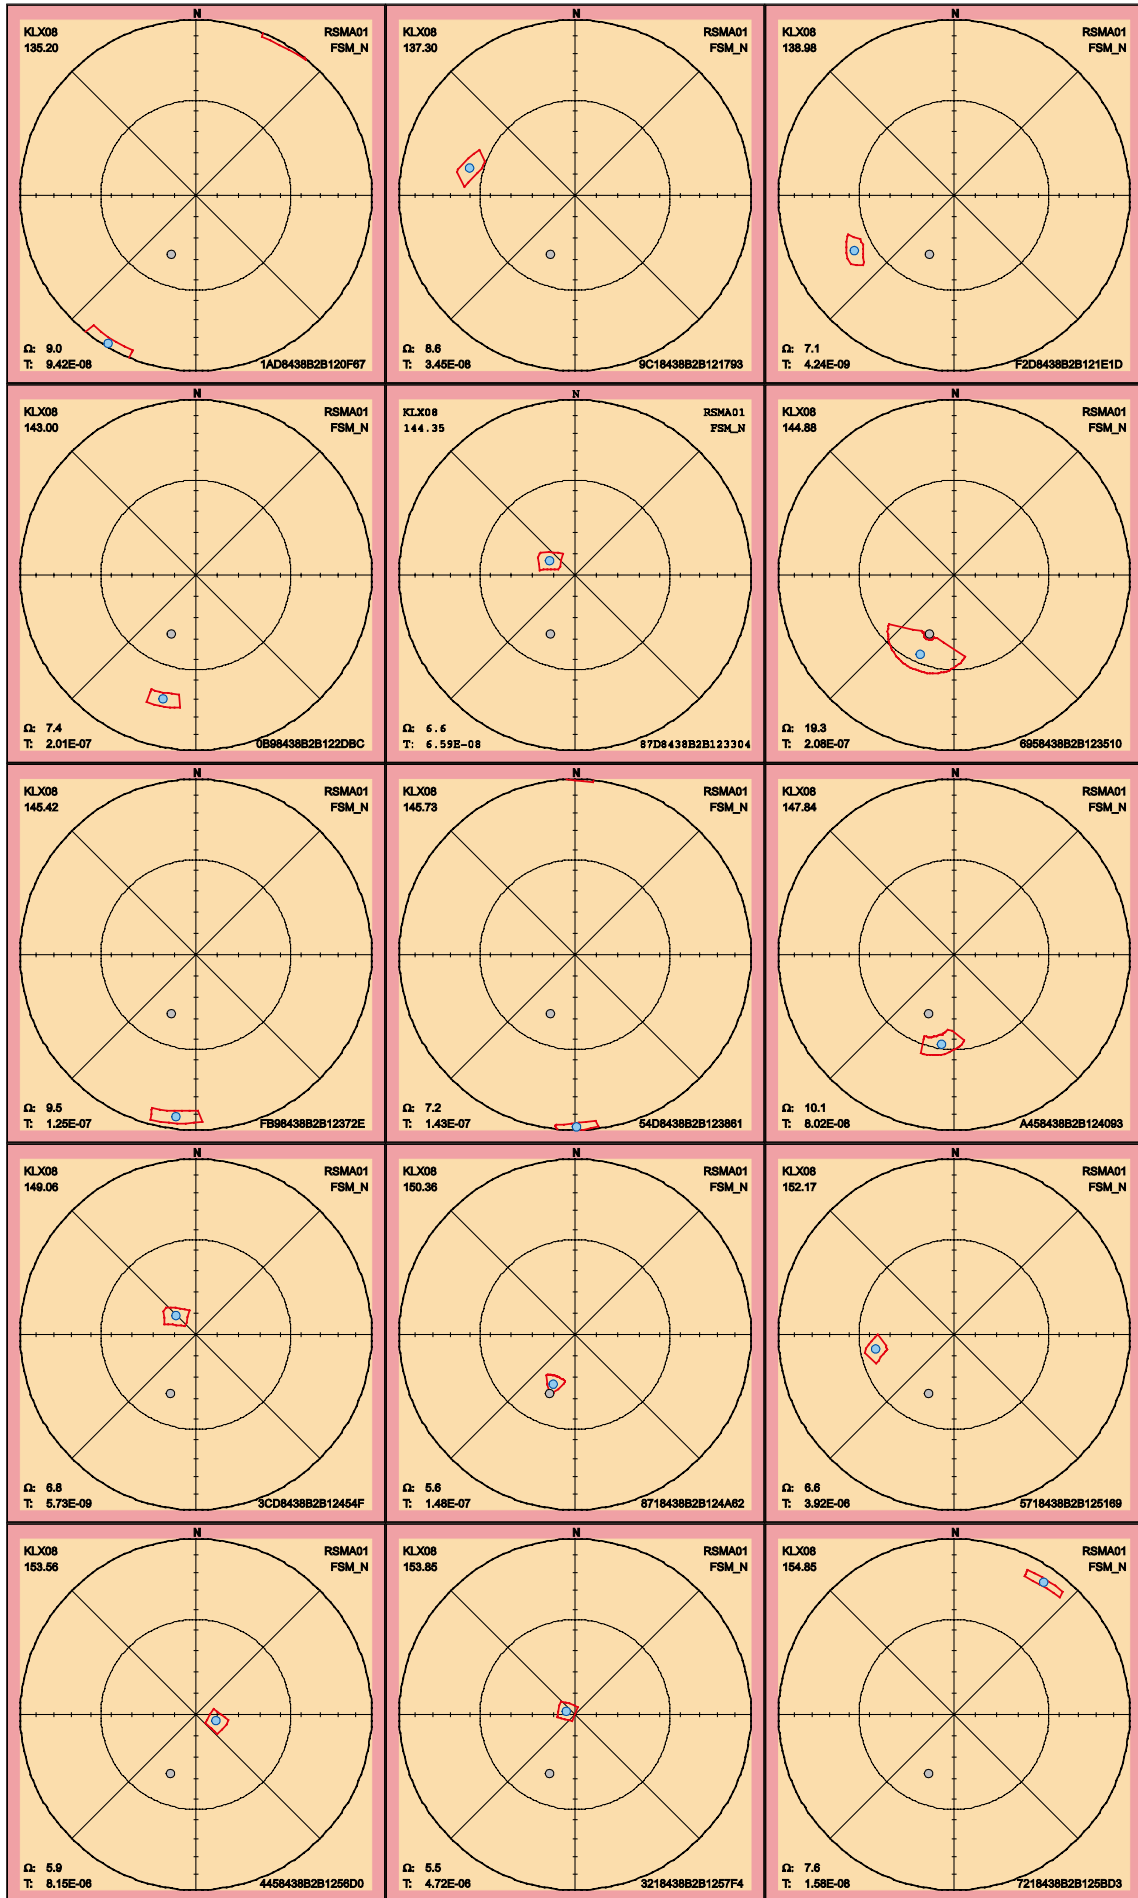 N
KLX08 RSMA01
135.20 FSM_N
Ω: 9.0
T: 9.42E-08 1AD8438B2B120F67
N
KLX08 RSMA01
137.30 FSM_N
Ω: 8.6
T: 3.45E-08 9C18438B2B121793
N
KLX08 RSMA01
138.98 FSM_N
Ω: 7.1
T: 4.24E-09 F2D8438B2B121E1D
N
KLX08 RSMA01
143.00 FSM_N
Ω: 7.4
T: 2.01E-07 0B98438B2B122DBC
N
KLX08 RSMA01
144.35 FSM_N
Ω: 6.6
T: 6.59E-08 87D8438B2B123304
N
KLX08 RSMA01
144.88 FSM_N
Ω: 19.3
T: 2.08E-07 6958438B2B123510
N
KLX08 RSMA01
145.42 FSM_N
Ω: 9.5
T: 1.25E-07 FB98438B2B12372E
N
KLX08 RSMA01
145.73 FSM_N
Ω: 7.2
T: 1.43E-07 54D8438B2B123861
N
KLX08 RSMA01
147.84 FSM_N
Ω: 10.1
T: 8.02E-08 A458438B2B124093
N
KLX08 RSMA01
149.06 FSM_N
Ω: 6.8
T: 5.73E-09 3CD8438B2B12454F
N
KLX08 RSMA01
150.36 FSM_N
Ω: 5.6
T: 1.48E-07 8718438B2B124A62
N
KLX08 RSMA01
152.17 FSM_N
Ω: 6.6
T: 3.92E-06 5718438B2B125169
N
KLX08 RSMA01
153.56 FSM_N
Ω: 5.9
T: 8.15E-06 4458438B2B1256D0
N
KLX08 RSMA01
153.85 FSM_N
Ω: 5.5
T: 4.72E-06 3218438B2B1257F4
N
KLX08 RSMA01
154.85 FSM_N
Ω: 7.6
T: 1.58E-08 7218438B2B125BD3